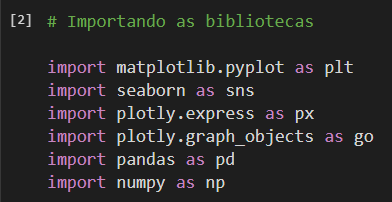 [2] # Importando as bibliotecas
import matplotlib.pyplot as plt
import seaborn as sns
import plotly.express as px
import plotly.graph_objects as go
import pandas as pd
import numpy as np